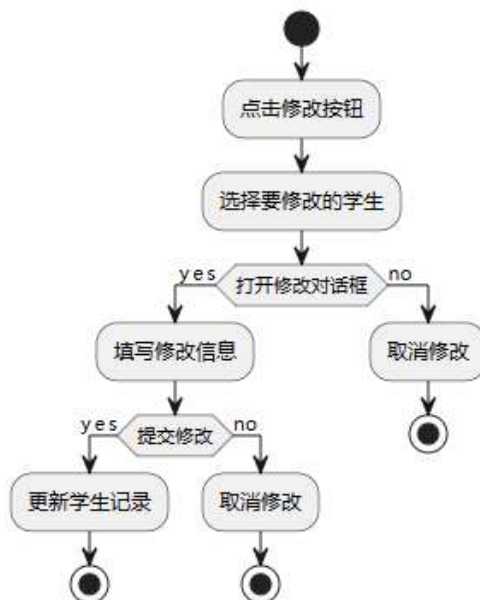 点击修改按钮
选择要修改的学生
yes
打开修改对话框
no
填写修改信息
取消修改
yes
提交修改
no
更新学生记录
取消修改